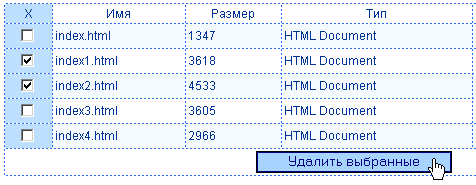 X Имя Размер Тип
index.html 1347 HTML Document
index1.html 3618 HTML Document
index2.html 4533 HTML Document
index3.html 3605 HTML Document
index4.html 2966 HTML Document
Удалить выбранные